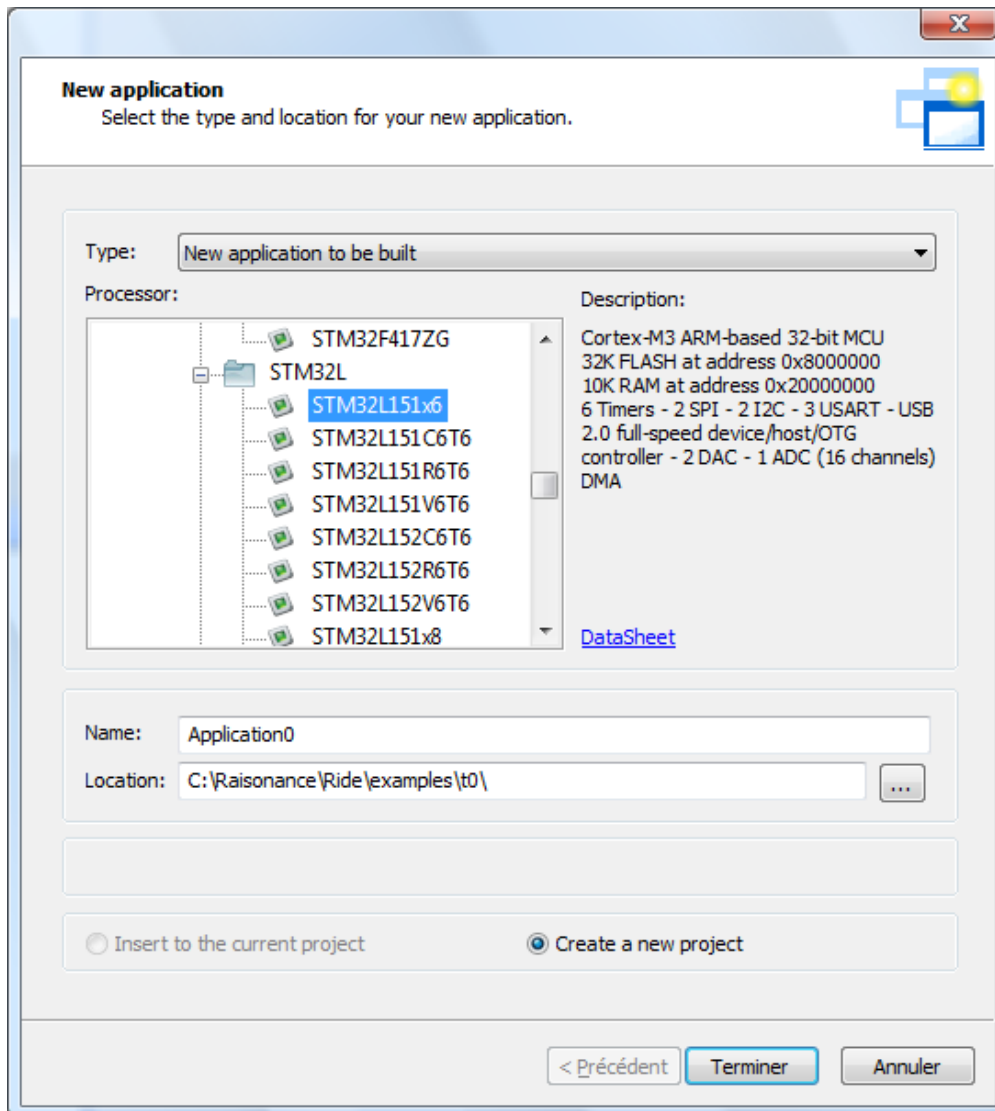 New application
Select the type and location for your new application.
Type:
New application to be built
Processor:
STM32F417ZG
STM32L
STM32L151x6
STM32L151C6T6
STM32L151R6T6
STM32L151V6T6
STM32L152C6T6
STM32L152R6T6
STM32L152V6T6
STM32L151x8
Description:
Cortex-M3 ARM-based 32-bit MCU
32K FLASH at address 0x8000000
10K RAM at address 0x20000000
6 Timers - 2 SPI - 2 I2C - 3 USART - USB
2.0 full-speed device/host/OTG
controller - 2 DAC - 1 ADC (16 channels)
DMA
DataSheet
Name:
Application0
Location:
C:\Raisonance\Ride\examples\t0\
...
Insert to the current project
Create a new project
< Précédent
Terminer
Annuler